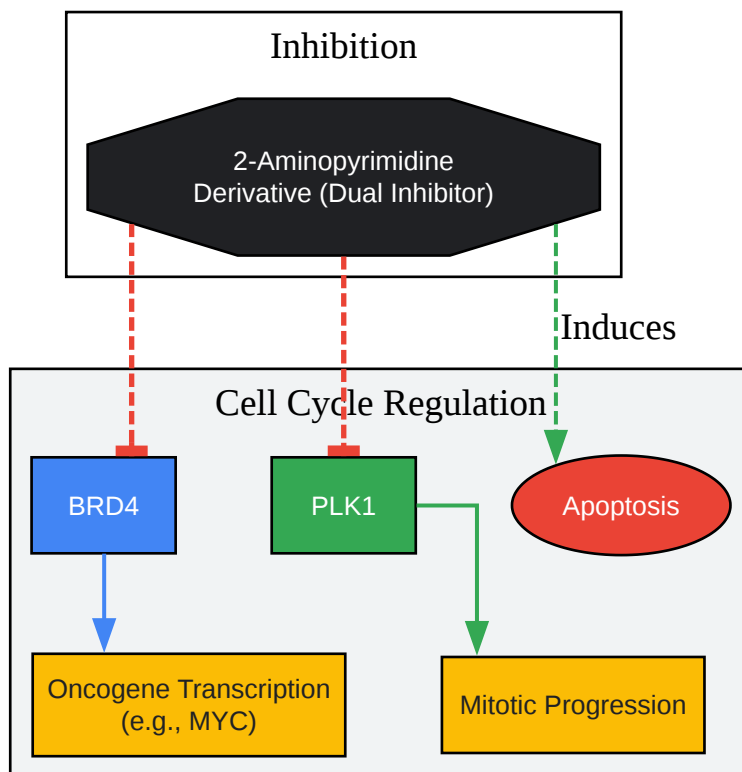 Inhibition
2-Aminopyrimidine
Derivative (Dual Inhibitor)
Induces
Cell Cycle Regulation
BRD4
PLK1
Apoptosis
Oncogene Transcription
(e.g., MYC)
Mitotic Progression